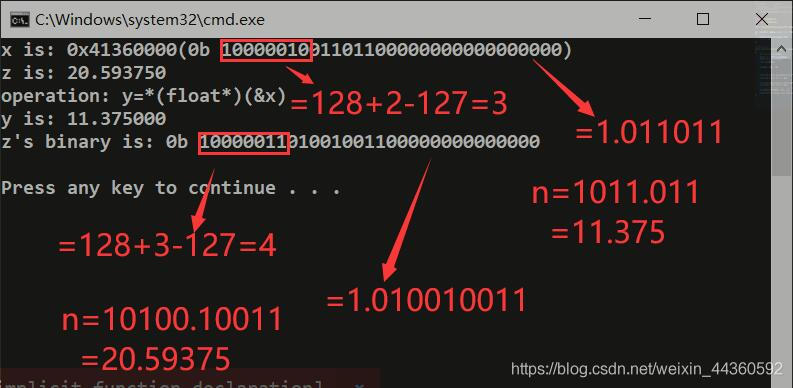 C:\Windows\system32\cmd.exe
x is: 0x41360000(0b 1000001001101100000000000000000)
z is: 20.593750
operation: y=*(float*)(&x)
=128+2-127=3
y is: 11.375000
=1.011011
z's binary is: 0b 1000001101001001100000000000000
Press any key to continue . . .
n=1011.011
=11.375
=128+3-127=4
=1.010010011
n=10100.10011
=20.59375
https://blog.csdn.net/weixin_44360592